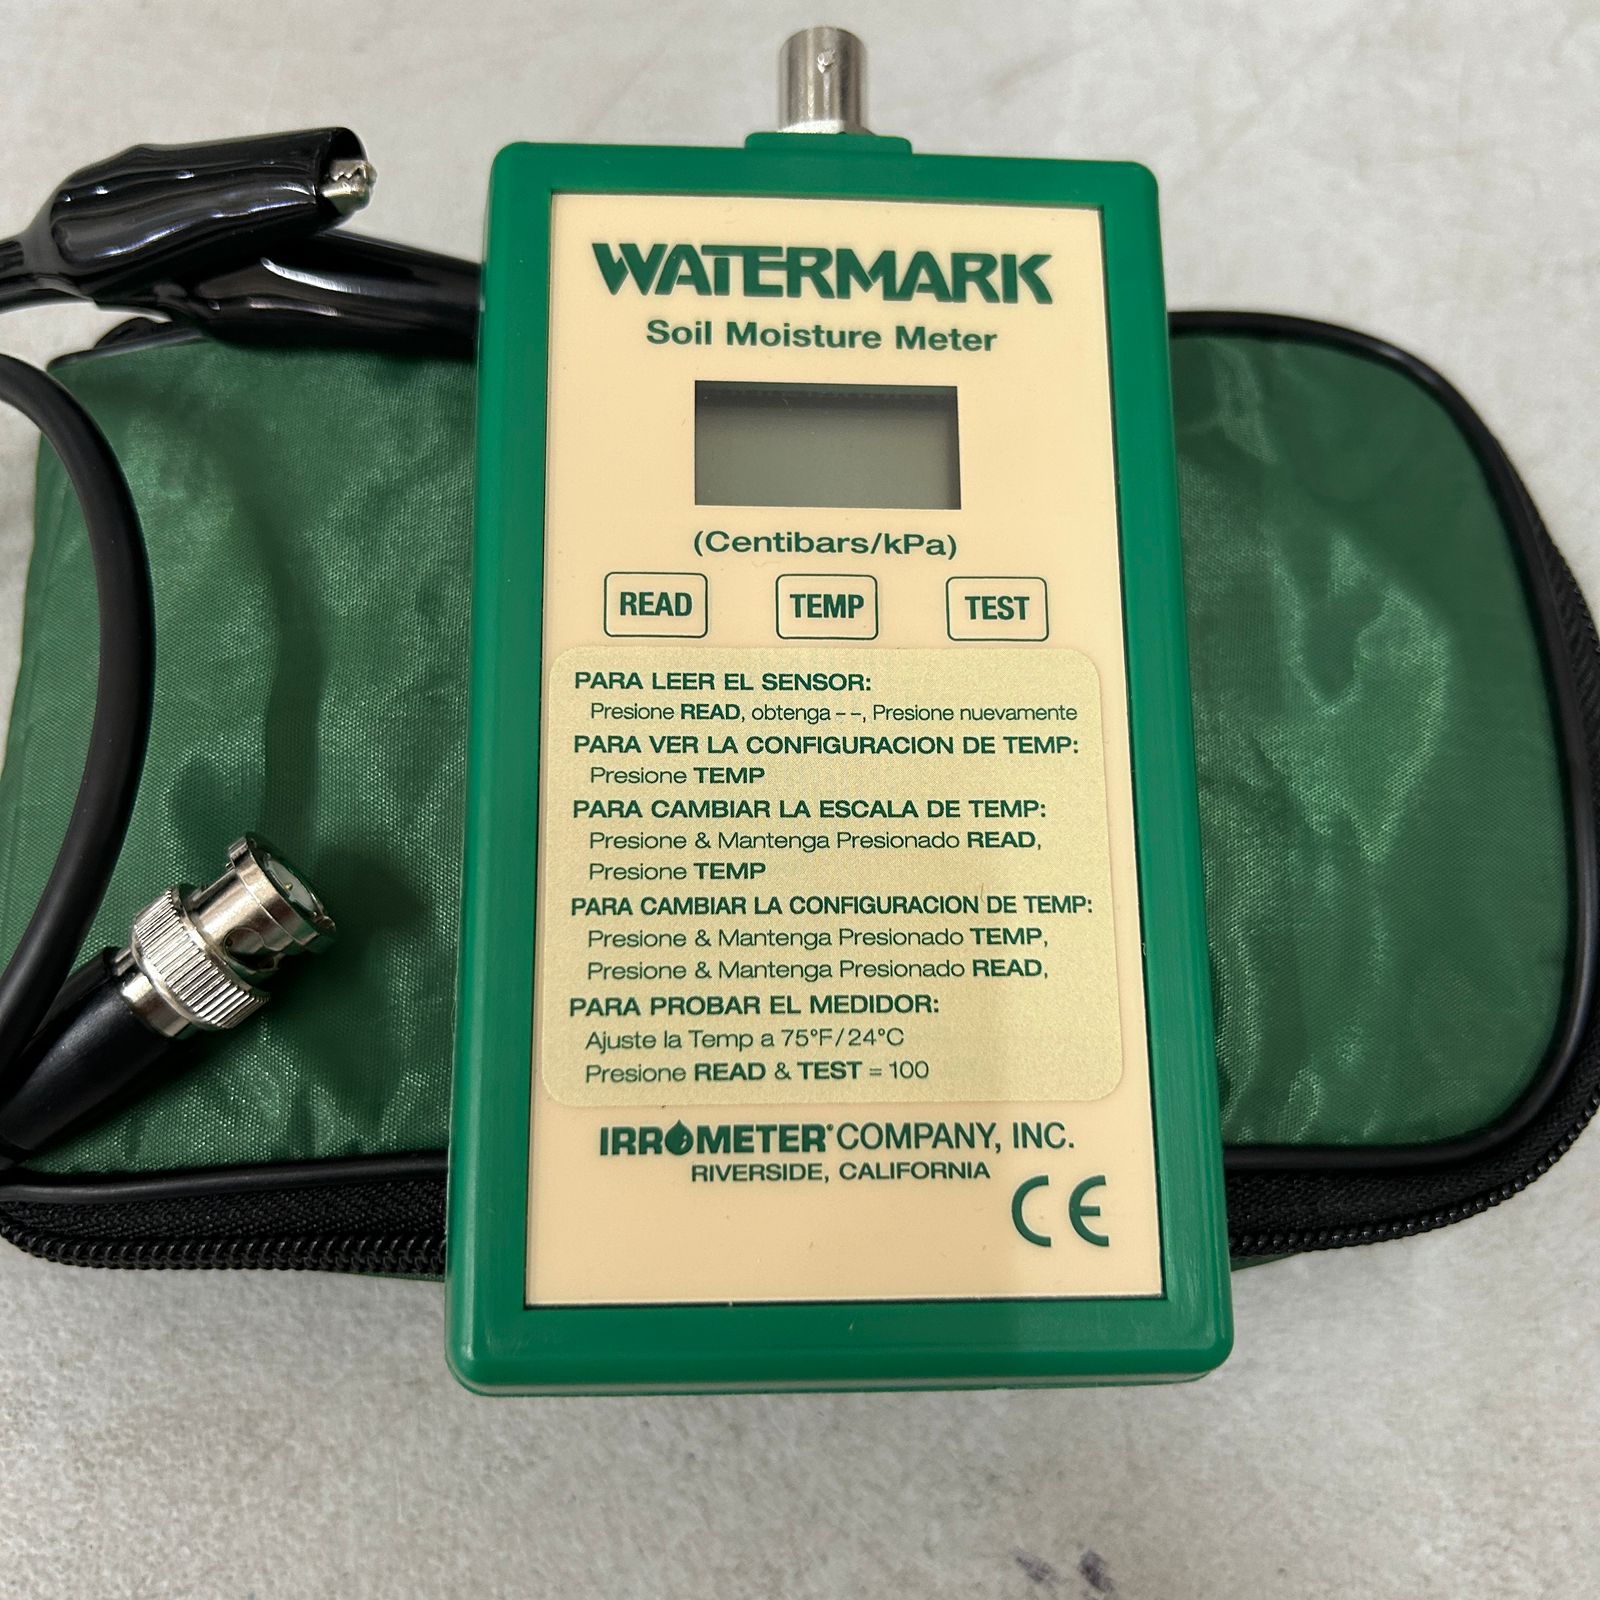 WATERMARK
Soil Moisture Meter
(Centibars/kPa)
READ TEMP TEST
PARA LEER EL SENSOR:
Presione READ, obtenga – –, Presione nuevamente
PARA VER LA CONFIGURACION DE TEMP:
Presione TEMP
PARA CAMBIAR LA ESCALA DE TEMP:
Presione & Mantenga Presionado READ,
Presione TEMP
PARA CAMBIAR LA CONFIGURACION DE TEMP:
Presione & Mantenga Presionado TEMP,
Presione & Mantenga Presionado READ,
PARA PROBAR EL MEDIDOR:
Ajuste la Temp a 75°F/24°C
Presione READ & TEST = 100
IRROMETER® COMPANY, INC.
RIVERSIDE, CALIFORNIA
CE